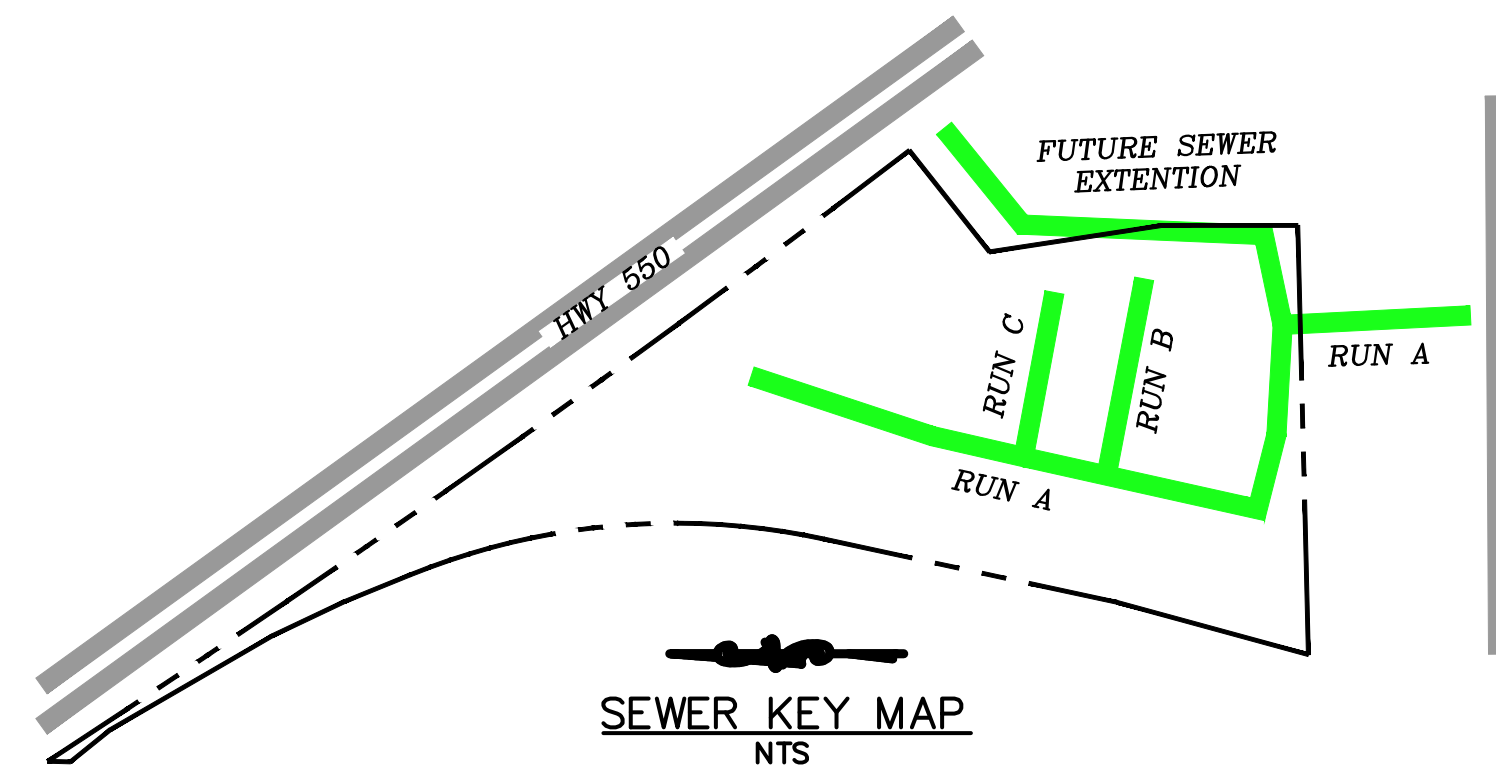 FUTURE SEWER
EXTENTION
HWY 550
RUN C
RUN B
RUN A
RUN A
SEWER KEY MAP
NTS